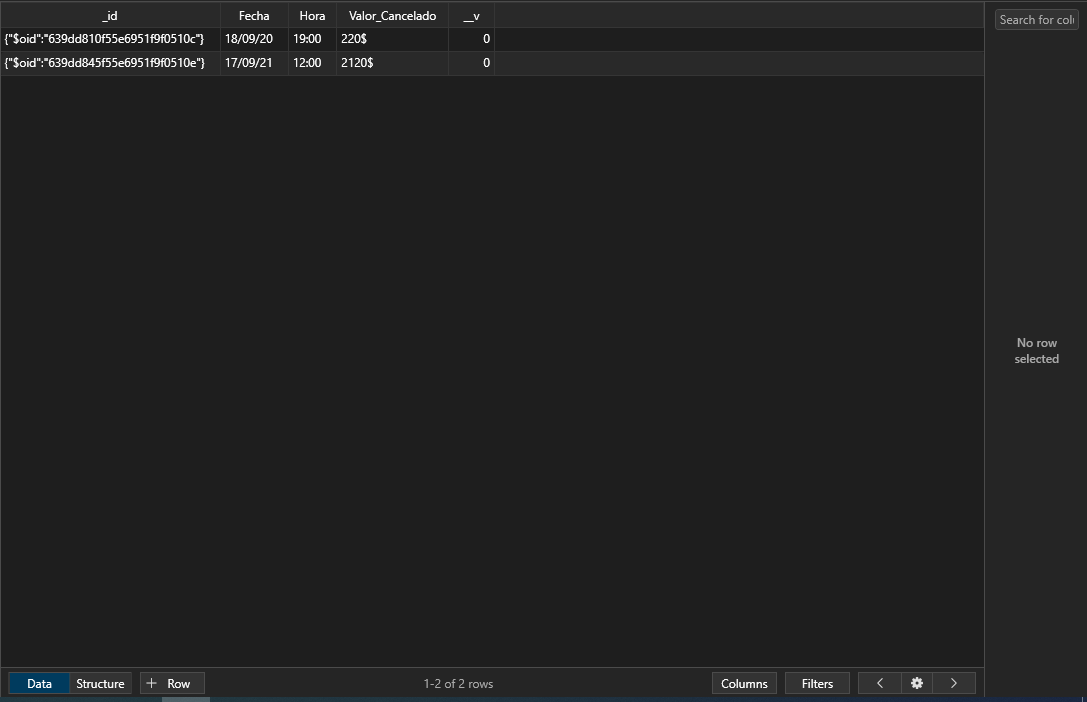 _id Fecha Hora Valor_Cancelado __v
{"$oid":"639dd810f55e6951f9f0510c"} 18/09/20 19:00 220$ 0
{"$oid":"639dd845f55e6951f9f0510e"} 17/09/21 12:00 2120$ 0
Search for colu
No row
selected
Data Structure + Row 1-2 of 2 rows Columns Filters